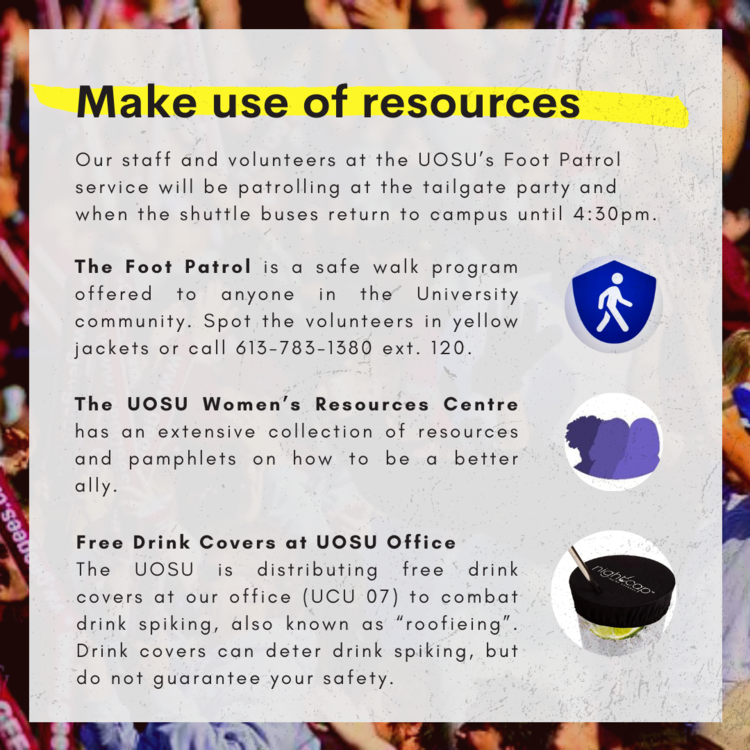 Make use of resources
Our staff and volunteers at the UOSU's Foot Patrol
service will be patrolling at the tailgate party and
when the shuttle buses return to campus until 4:30pm.
The Foot Patrol is a safe walk program
offered to anyone in the University
community. Spot the volunteers in yellow
jackets or call 613-783-1380 ext. 120.
The UOSU Women's Resources Centre
has an extensive collection of resources
and pamphlets on how to be a better
ally.
Free Drink Covers at UOSU Office
The UOSU is distributing free drink
covers at our office (UCU 07) to combat
drink spiking, also known as "roofieing".
Drink covers can deter drink spiking, but
do not guarantee your safety.
nightcap